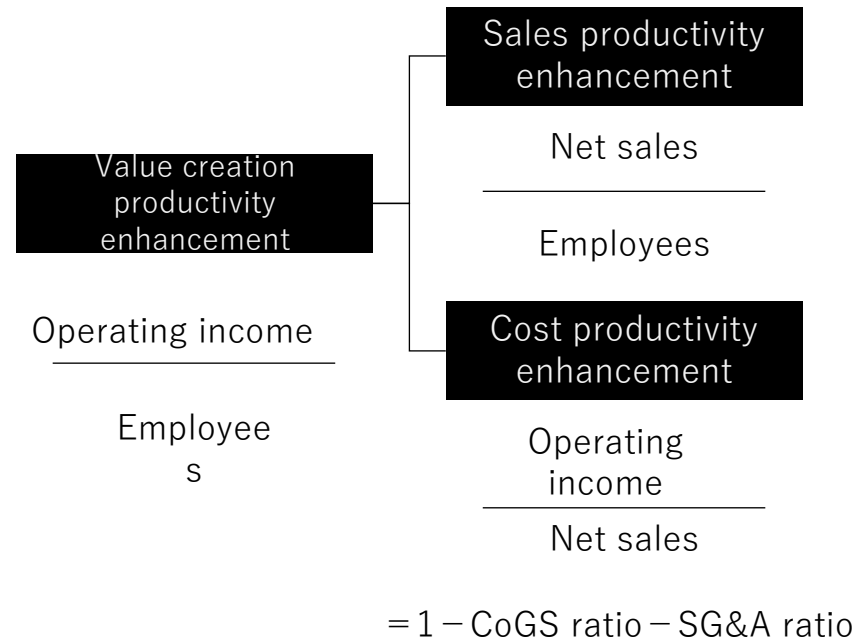 Value creation
productivity
enhancement
Operating income
Employee
s
Sales productivity
enhancement
Net sales
Employees
Cost productivity
enhancement
Operating
income
Net sales
＝1－CoGS ratio－SG&A ratio